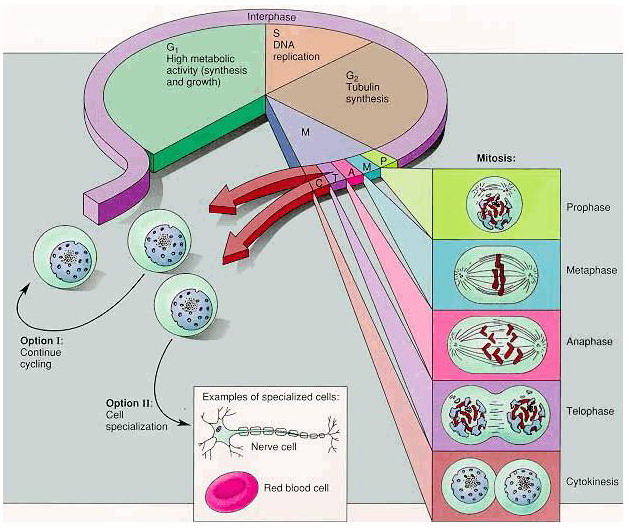 Interphase
G1
High metabolic
activity (synthesis
and growth)
S
DNA
replication
G2
Tubulin
synthesis
M
C T A M P
Mitosis:
Prophase
Metaphase
Anaphase
Telophase
Cytokinesis
Option I:
Continue
cycling
Option II:
Cell
specialization
Examples of specialized cells:
Nerve cell
Red blood cell